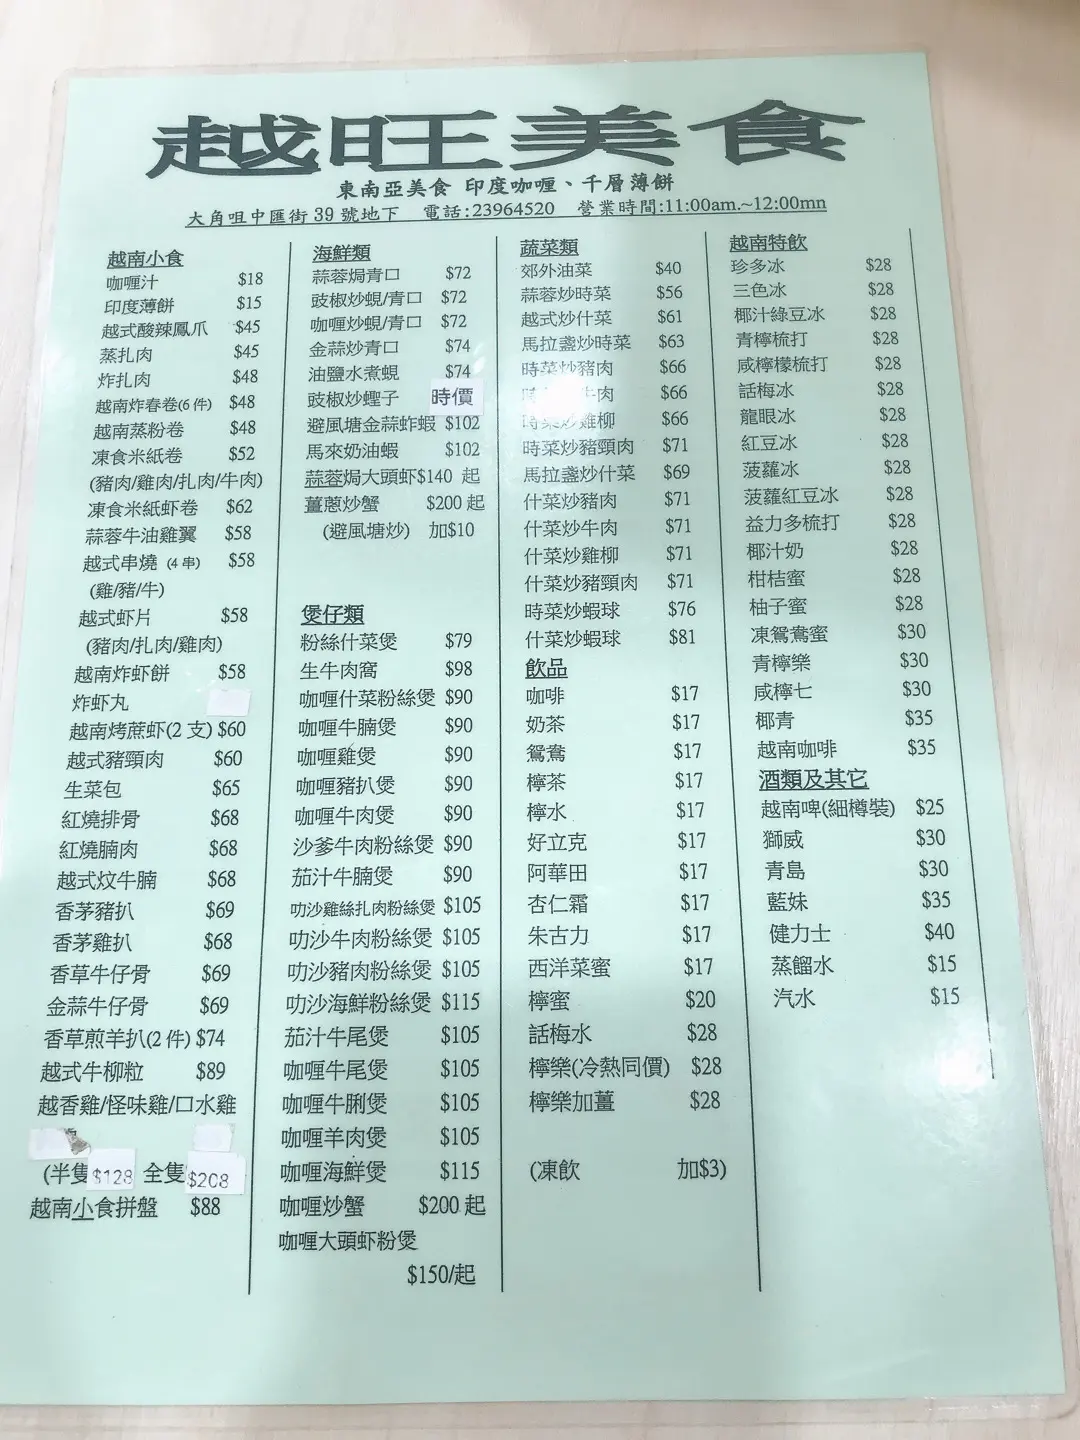 越旺美食
東南亞美食 印度咖喱、千層薄餅
大角咀中匯街 39 號地下 電話:23964520 營業時間:11:00am.~12:00mn
越南小食
咖喱汁 $18
印度薄餅 $15
越式酸辣鳳爪 $45
蒸扎肉 $45
炸扎肉 $48
越南炸春卷(6 件) $48
越南蒸粉卷 $48
凍食米紙卷 $52
(豬肉/雞肉/扎肉/牛肉)
凍食米紙虾卷 $62
蒜蓉牛油雞翼 $58
越式串燒 (4 串) $58
(雞/豬/牛)
越式虾片 $58
(豬肉/扎肉/雞肉)
越南炸虾餅 $58
炸虾丸
越南烤蔗虾(2 支) $60
越式豬頸肉 $60
生菜包 $65
紅燒排骨 $68
紅燒腩肉 $68
越式炆牛腩 $68
香茅豬扒 $69
香茅雞扒 $68
香草牛仔骨 $69
金蒜牛仔骨 $69
香草煎羊扒(2 件) $74
越式牛柳粒 $89
越香雞/怪味雞/口水雞
(半隻 $128 全隻 $208
越南小食拼盤 $88
海鮮類
蒜蓉焗青口 $72
豉椒炒蜆/青口 $72
咖喱炒蜆/青口 $72
金蒜炒青口 $74
油鹽水煮蜆 $74
豉椒炒蟶子 時價
避風塘金蒜炸蝦 $102
馬來奶油蝦 $102
蒜蓉焗大頭虾$140 起
薑蔥炒蟹 $200 起
(避風塘炒) 加$10
煲仔類
粉絲什菜煲 $79
生牛肉窩 $98
咖喱什菜粉絲煲 $90
咖喱牛腩煲 $90
咖喱雞煲 $90
咖喱豬扒煲 $90
咖喱牛肉煲 $90
沙爹牛肉粉絲煲 $90
茄汁牛腩煲 $90
叻沙雞絲扎肉粉絲煲 $105
叻沙牛肉粉絲煲 $105
叻沙豬肉粉絲煲 $105
叻沙海鮮粉絲煲 $115
茄汁牛尾煲 $105
咖喱牛尾煲 $105
咖喱牛脷煲 $105
咖喱羊肉煲 $105
咖喱海鮮煲 $115
咖喱炒蟹 $200 起
咖喱大頭虾粉煲
$150/起
蔬菜類
郊外油菜 $40
蒜蓉炒時菜 $56
越式炒什菜 $61
馬拉盞炒時菜 $63
時菜炒豬肉 $66
牛肉 $66
時菜炒雞柳 $66
時菜炒豬頸肉 $71
馬拉盞炒什菜 $69
什菜炒豬肉 $71
什菜炒牛肉 $71
什菜炒雞柳 $71
什菜炒豬頸肉 $71
時菜炒蝦球 $76
什菜炒蝦球 $81
飲品
咖啡 $17
奶茶 $17
鴛鴦 $17
檸茶 $17
檸水 $17
好立克 $17
阿華田 $17
杏仁霜 $17
朱古力 $17
西洋菜蜜 $17
檸蜜 $20
話梅水 $28
檸樂(冷熱同價) $28
檸樂加薑 $28
(凍飲 加$3)
越南特飲
珍多冰 $28
三色冰 $28
椰汁綠豆冰 $28
青檸梳打 $28
咸檸檬梳打 $28
話梅冰 $28
龍眼冰 $28
紅豆冰 $28
菠蘿冰 $28
菠蘿紅豆冰 $28
益力多梳打 $28
椰汁奶 $28
柑桔蜜 $28
柚子蜜 $28
凍鴛鴦蜜 $30
青檸樂 $30
咸檸七 $30
椰青 $35
越南咖啡 $35
酒類及其它
越南啤(細樽裝) $25
獅威 $30
青島 $30
藍妹 $35
健力士 $40
蒸餾水 $15
汽水 $15